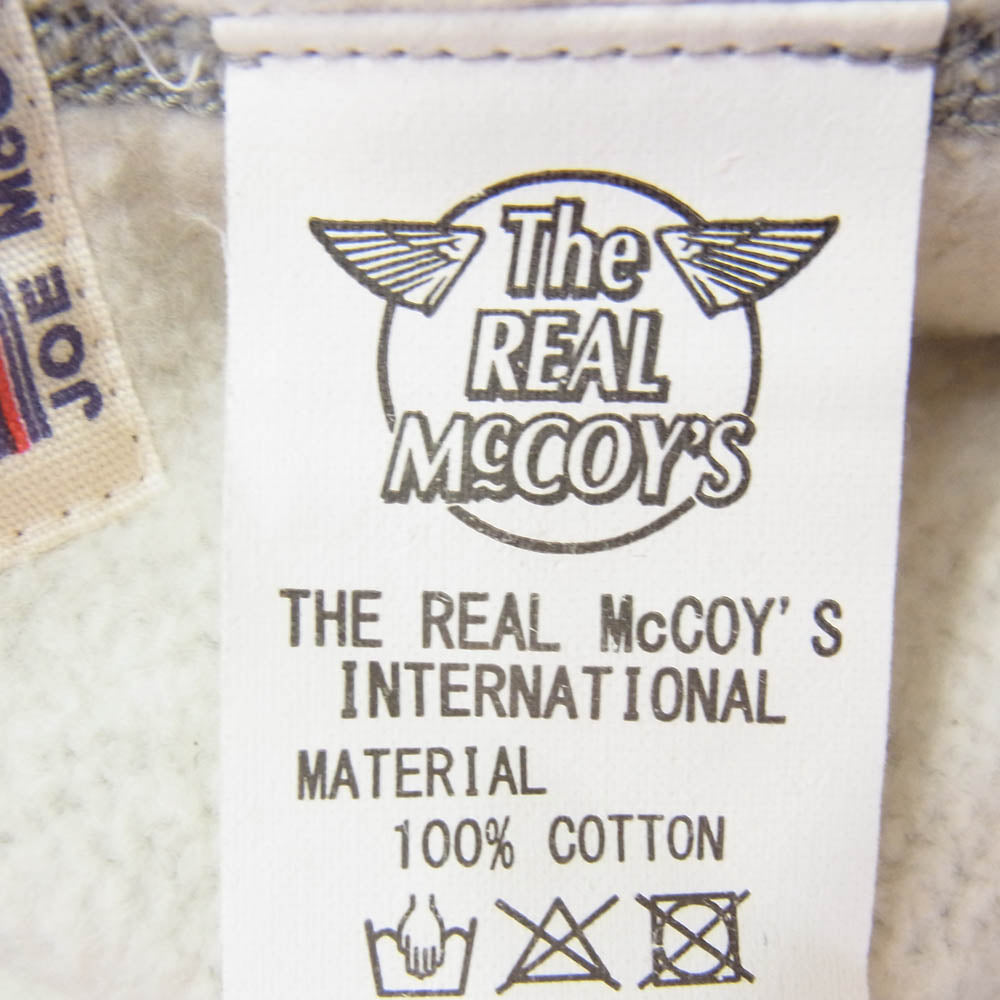 The
REAL
McCOY'S
THE REAL McCOY'S
INTERNATIONAL
MATERIAL
100% COTTON
JOE McCO